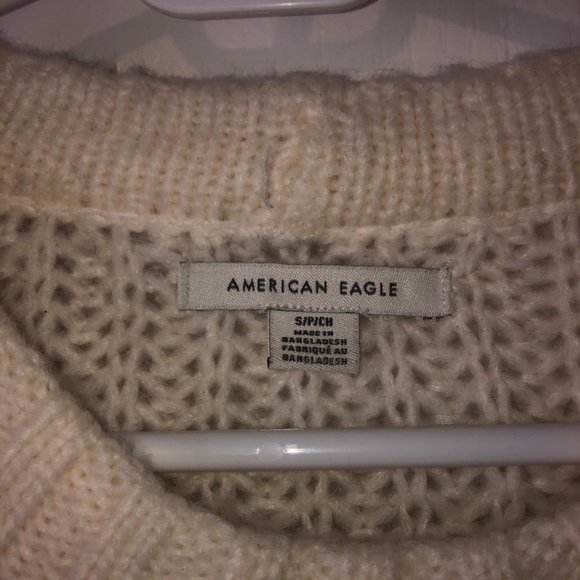 AMERICAN EAGLE
S/P/CH
MADE IN
BANGLADESH
FABRIQUÉ AU
BANGLADESH